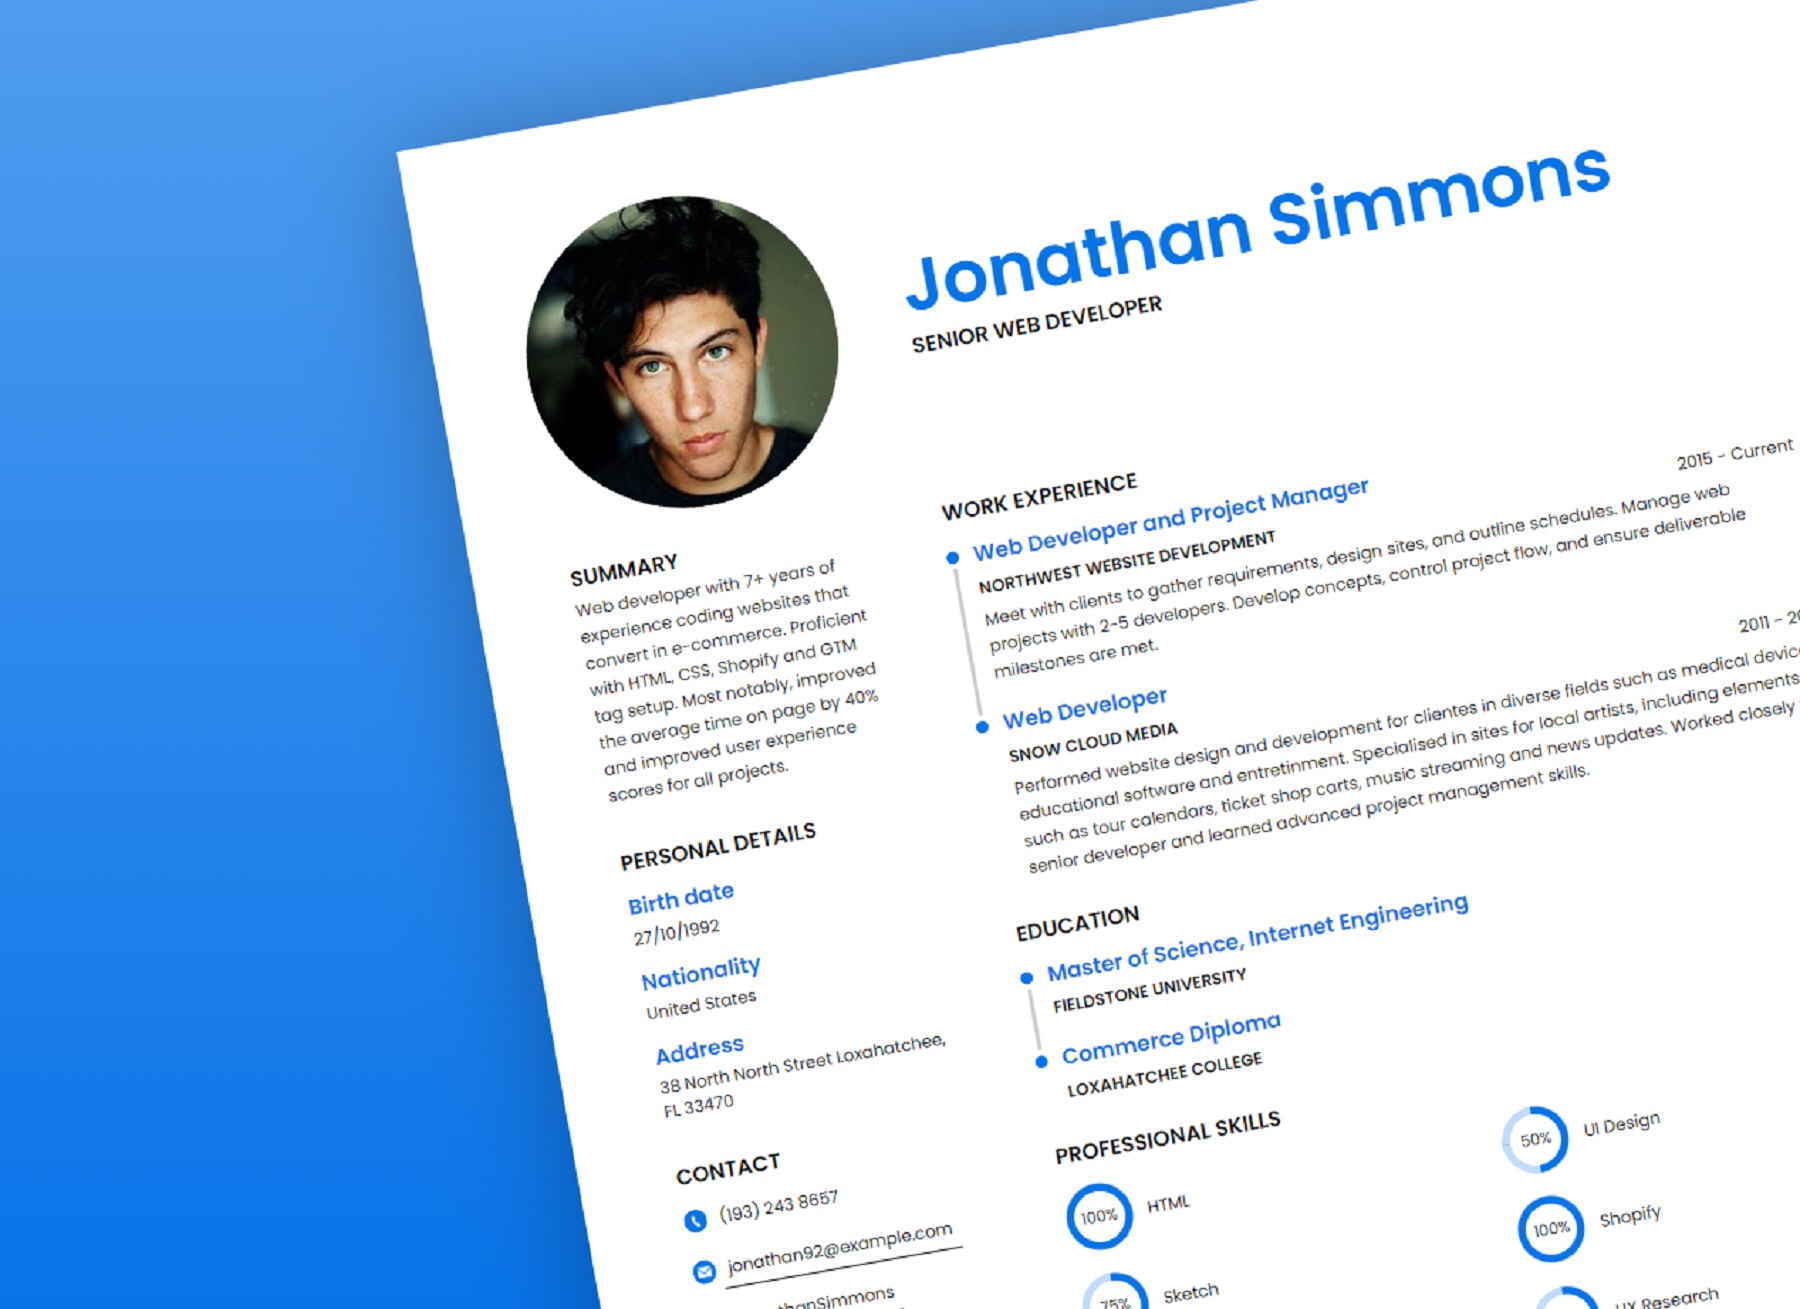 Jonathan Simmons
SENIOR WEB DEVELOPER
SUMMARY
Web developer with 7+ years of
experience coding websites that
convert in e-commerce. Proficient
with HTML, CSS, Shopify and GTM
tag setup. Most notably, improved
the average time on page by 40%
and improved user experience
scores for all projects.
PERSONAL DETAILS
Birth date
27/10/1992
Nationality
United States
Address
38 North North Street Loxahatchee,
FL 33470
CONTACT
(193) 243 8657
jonathan92@example.com
thanSimmons
WORK EXPERIENCE
Web Developer and Project Manager
2015 - Current
NORTHWEST WEBSITE DEVELOPMENT
Meet with clients to gather requirements, design sites, and outline schedules. Manage web
projects with 2-5 developers. Develop concepts, control project flow, and ensure deliverable
milestones are met.
Web Developer
2011 - 20
SNOW CLOUD MEDIA
Performed website design and development for clientes in diverse fields such as medical device
educational software and entretinment. Specialised in sites for local artists, including elements
such as tour calendars, ticket shop carts, music streaming and news updates. Worked closely
senior developer and learned advanced project management skills.
EDUCATION
Master of Science, Internet Engineering
FIELDSTONE UNIVERSITY
Commerce Diploma
LOXAHATCHEE COLLEGE
PROFESSIONAL SKILLS
100% HTML
75% Sketch
50% UI Design
100% Shopify
UX Research